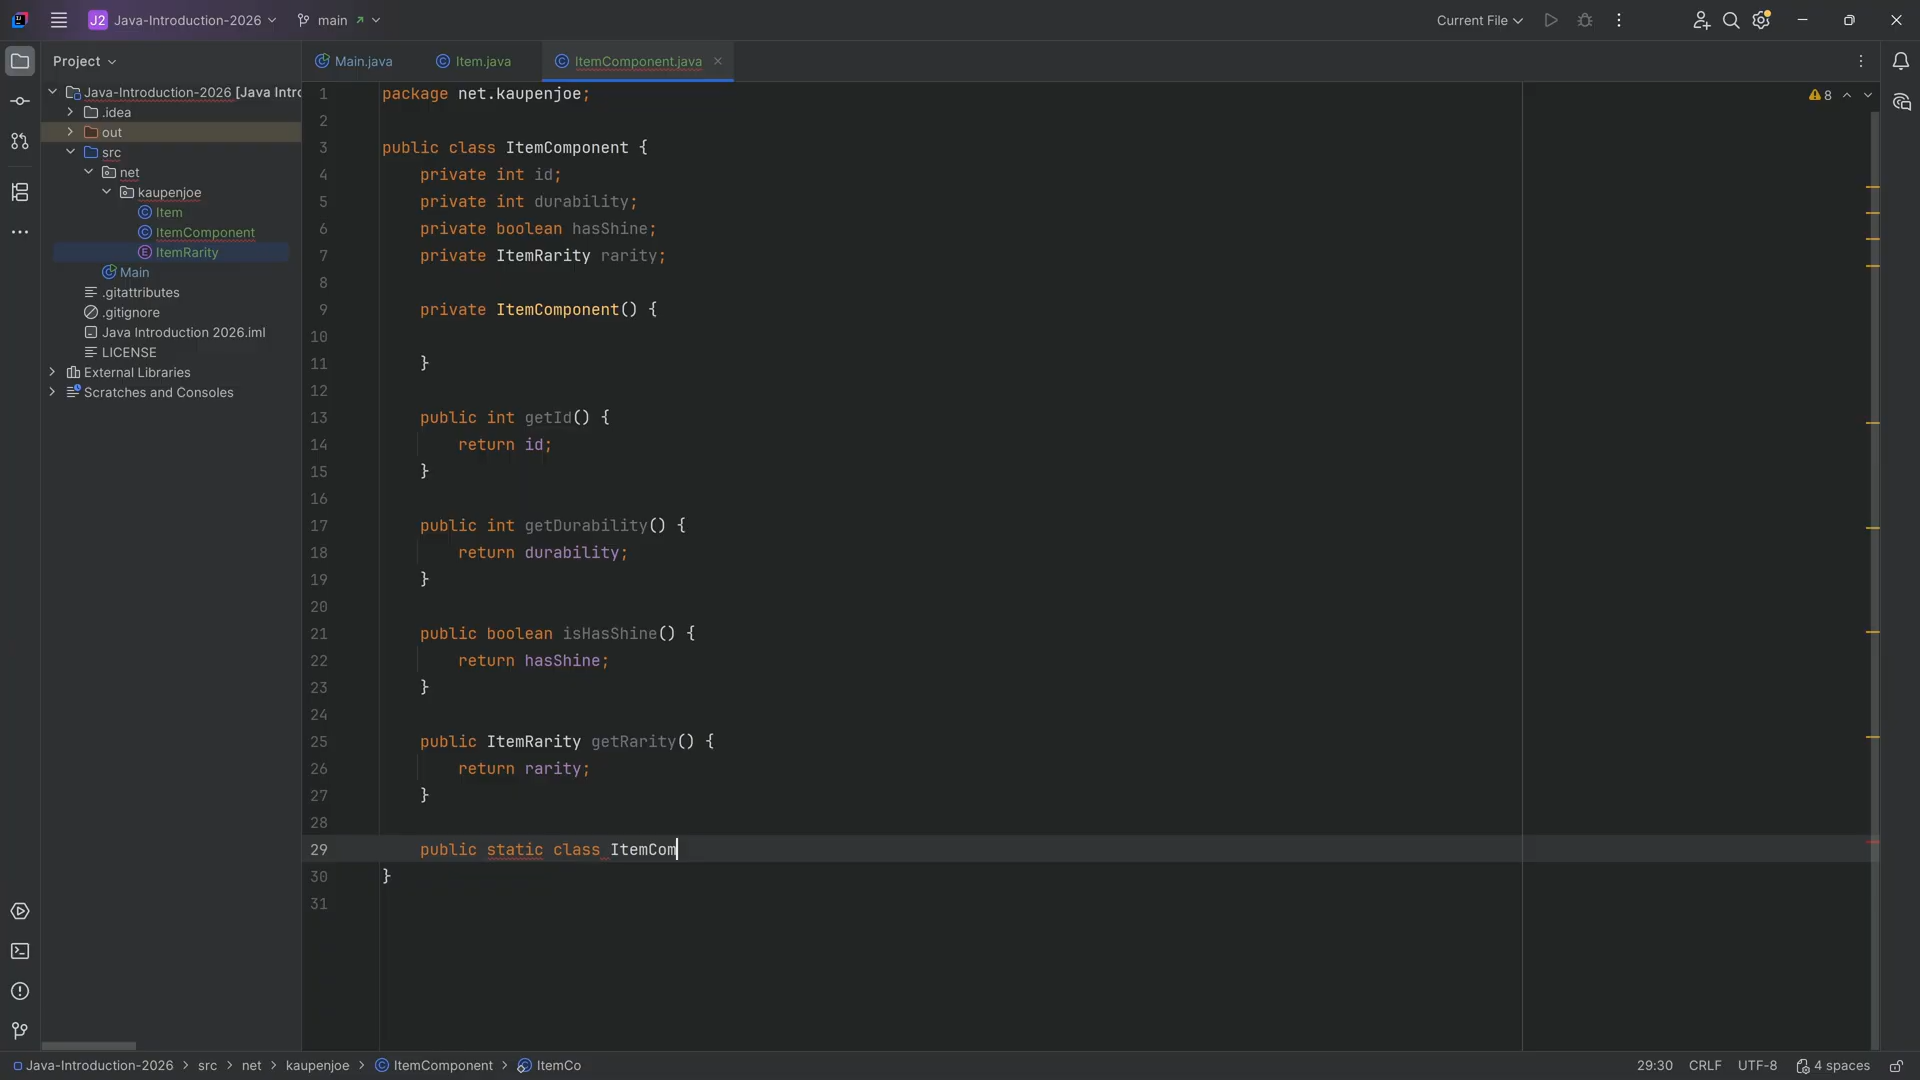 J2 Java-Introduction-2026 main Current File
Project
Main.java Item.java ItemComponent.java
Java-Introduction-2026 [Java Intro
.idea
out
src
net
kaupenjoe
Item
ItemComponent
ItemRarity
Main
.gitattributes
.gitignore
Java Introduction 2026.iml
LICENSE
External Libraries
Scratches and Consoles
8
1 package net.kaupenjoe;
2
3 public class ItemComponent {
4 private int id;
5 private int durability;
6 private boolean hasShine;
7 private ItemRarity rarity;
8
9 private ItemComponent() {
10
11 }
12
13 public int getId() {
14 return id;
15 }
16
17 public int getDurability() {
18 return durability;
19 }
20
21 public boolean isHasShine() {
22 return hasShine;
23 }
24
25 public ItemRarity getRarity() {
26 return rarity;
27 }
28
29 public static class ItemCom
30 }
31
Java-Introduction-2026 > src > net > kaupenjoe > ItemComponent > ItemCo 29:30 CRLF UTF-8 4 spaces